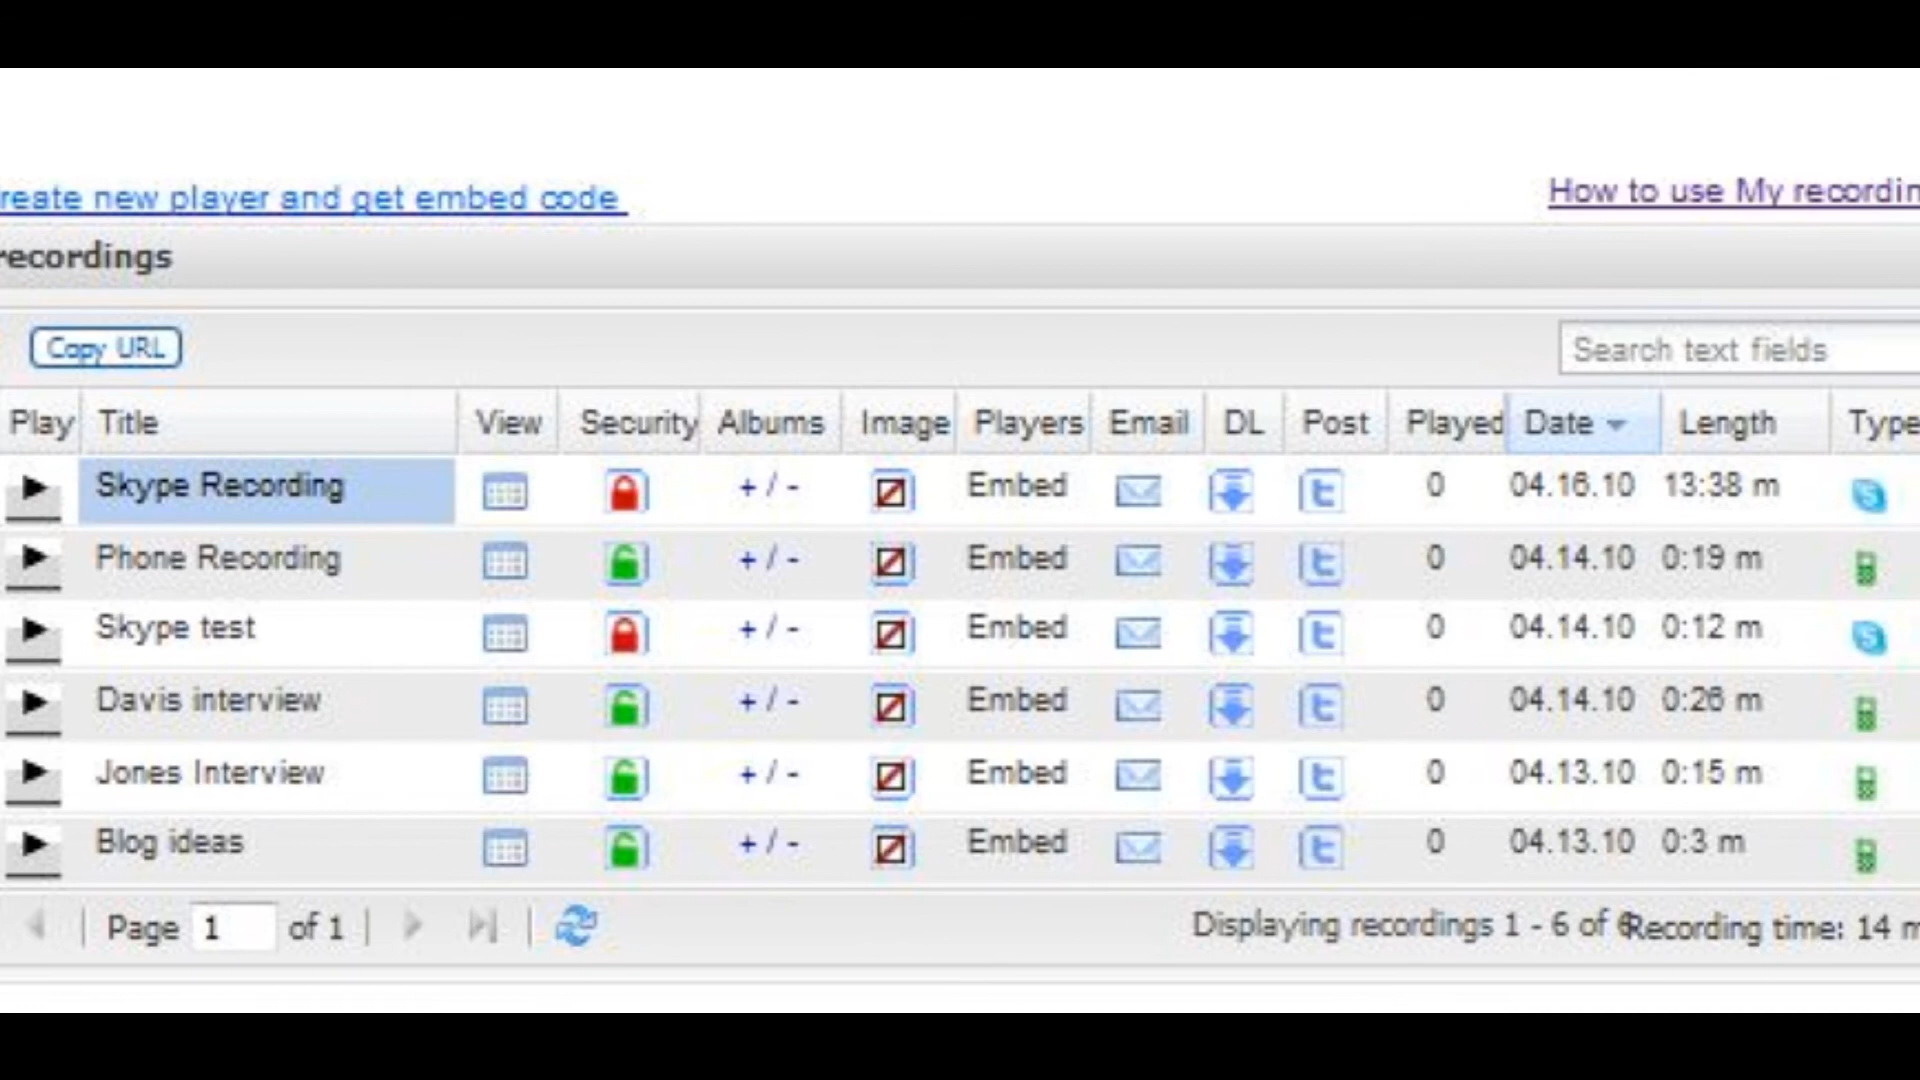 reate new player and get embed code
How to use My recordin
recordings
Copy URL
Search text fields
Play Title View Security Albums Image Players Email DL Post Played Date Length Type
Skype Recording + / - Embed 0 04.16.10 13:38 m
Phone Recording + / - Embed 0 04.14.10 0:19 m
Skype test + / - Embed 0 04.14.10 0:12 m
Davis interview + / - Embed 0 04.14.10 0:26 m
Jones Interview + / - Embed 0 04.13.10 0:15 m
Blog ideas + / - Embed 0 04.13.10 0:3 m
Page 1 of 1 Displaying recordings 1 - 6 of 6 Recording time: 14 m